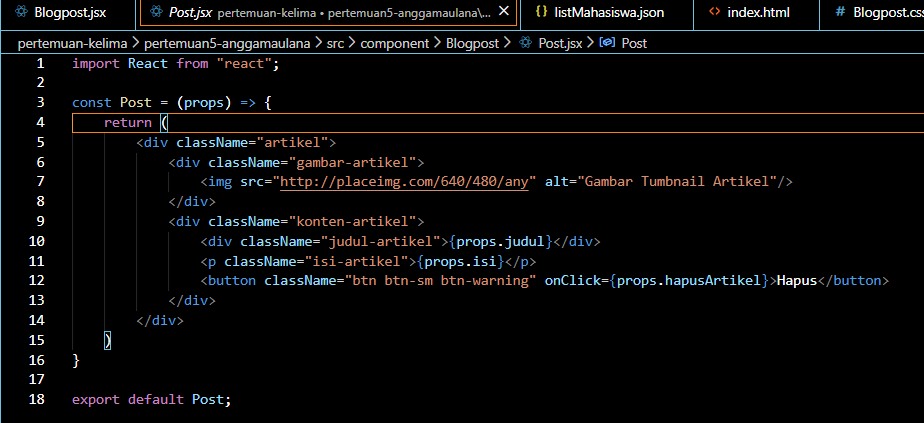 Blogpost.jsx Post.jsx pertemuan-kelima • pertemuan5-anggamaulana\... listMahasiswa.json index.html Blogpost.css
pertemuan-kelima > pertemuan5-anggamaulana > src > component > Blogpost > Post.jsx > Post
1 import React from "react";
2
3 const Post = (props) => {
4 return (
5 <div className="artikel">
6 <div className="gambar-artikel">
7 <img src="http://placeimg.com/640/480/any" alt="Gambar Tumbnail Artikel"/>
8 </div>
9 <div className="konten-artikel">
10 <div className="judul-artikel">{props.judul}</div>
11 <p className="isi-artikel">{props.isi}</p>
12 <button className="btn btn-sm btn-warning" onClick={props.hapusArtikel}>Hapus</button>
13 </div>
14 </div>
15 )
16 }
17
18 export default Post;